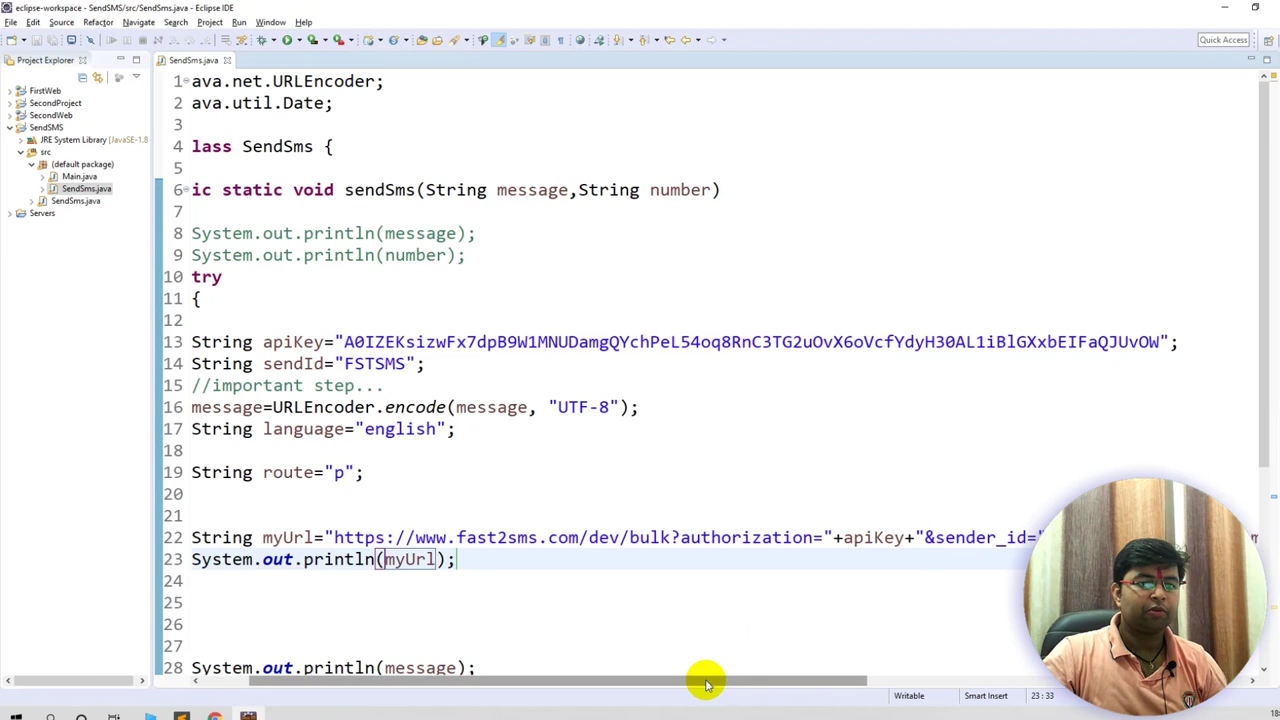 eclipse-workspace - SendSMS/src/SendSms.java - Eclipse IDE
File Edit Source Refactor Navigate Search Project Run Window Help
Quick Access
Project Explorer
SendSms.java
FirstWeb
SecondProject
SecondWeb
SendSMS
JRE System Library [JavaSE-1.8
src
(default package)
Main.java
SendSms.java
SendSms.java
Servers
1 ava.net.URLEncoder;
2 ava.util.Date;
3
4 lass SendSms {
5
6 ic static void sendSms(String message,String number)
7
8 System.out.println(message);
9 System.out.println(number);
10 try
11 {
12
13 String apiKey="A0IZEKsizwFx7dpB9W1MNUDamgQYchPeL54oq8RnC3TG2uOvX6oVcfYdyH30AL1iBlGXxbEIFaQJUvOW";
14 String sendId="FSTSMS";
15 //important step...
16 message=URLEncoder.encode(message, "UTF-8");
17 String language="english";
18
19 String route="p";
20
21
22 String myUrl="https://www.fast2sms.com/dev/bulk?authorization="+apiKey+"&sender_id="
23 System.out.println(myUrl);
24
25
26
27
28 System.out.println(message);
Writable
Smart Insert
23 : 33